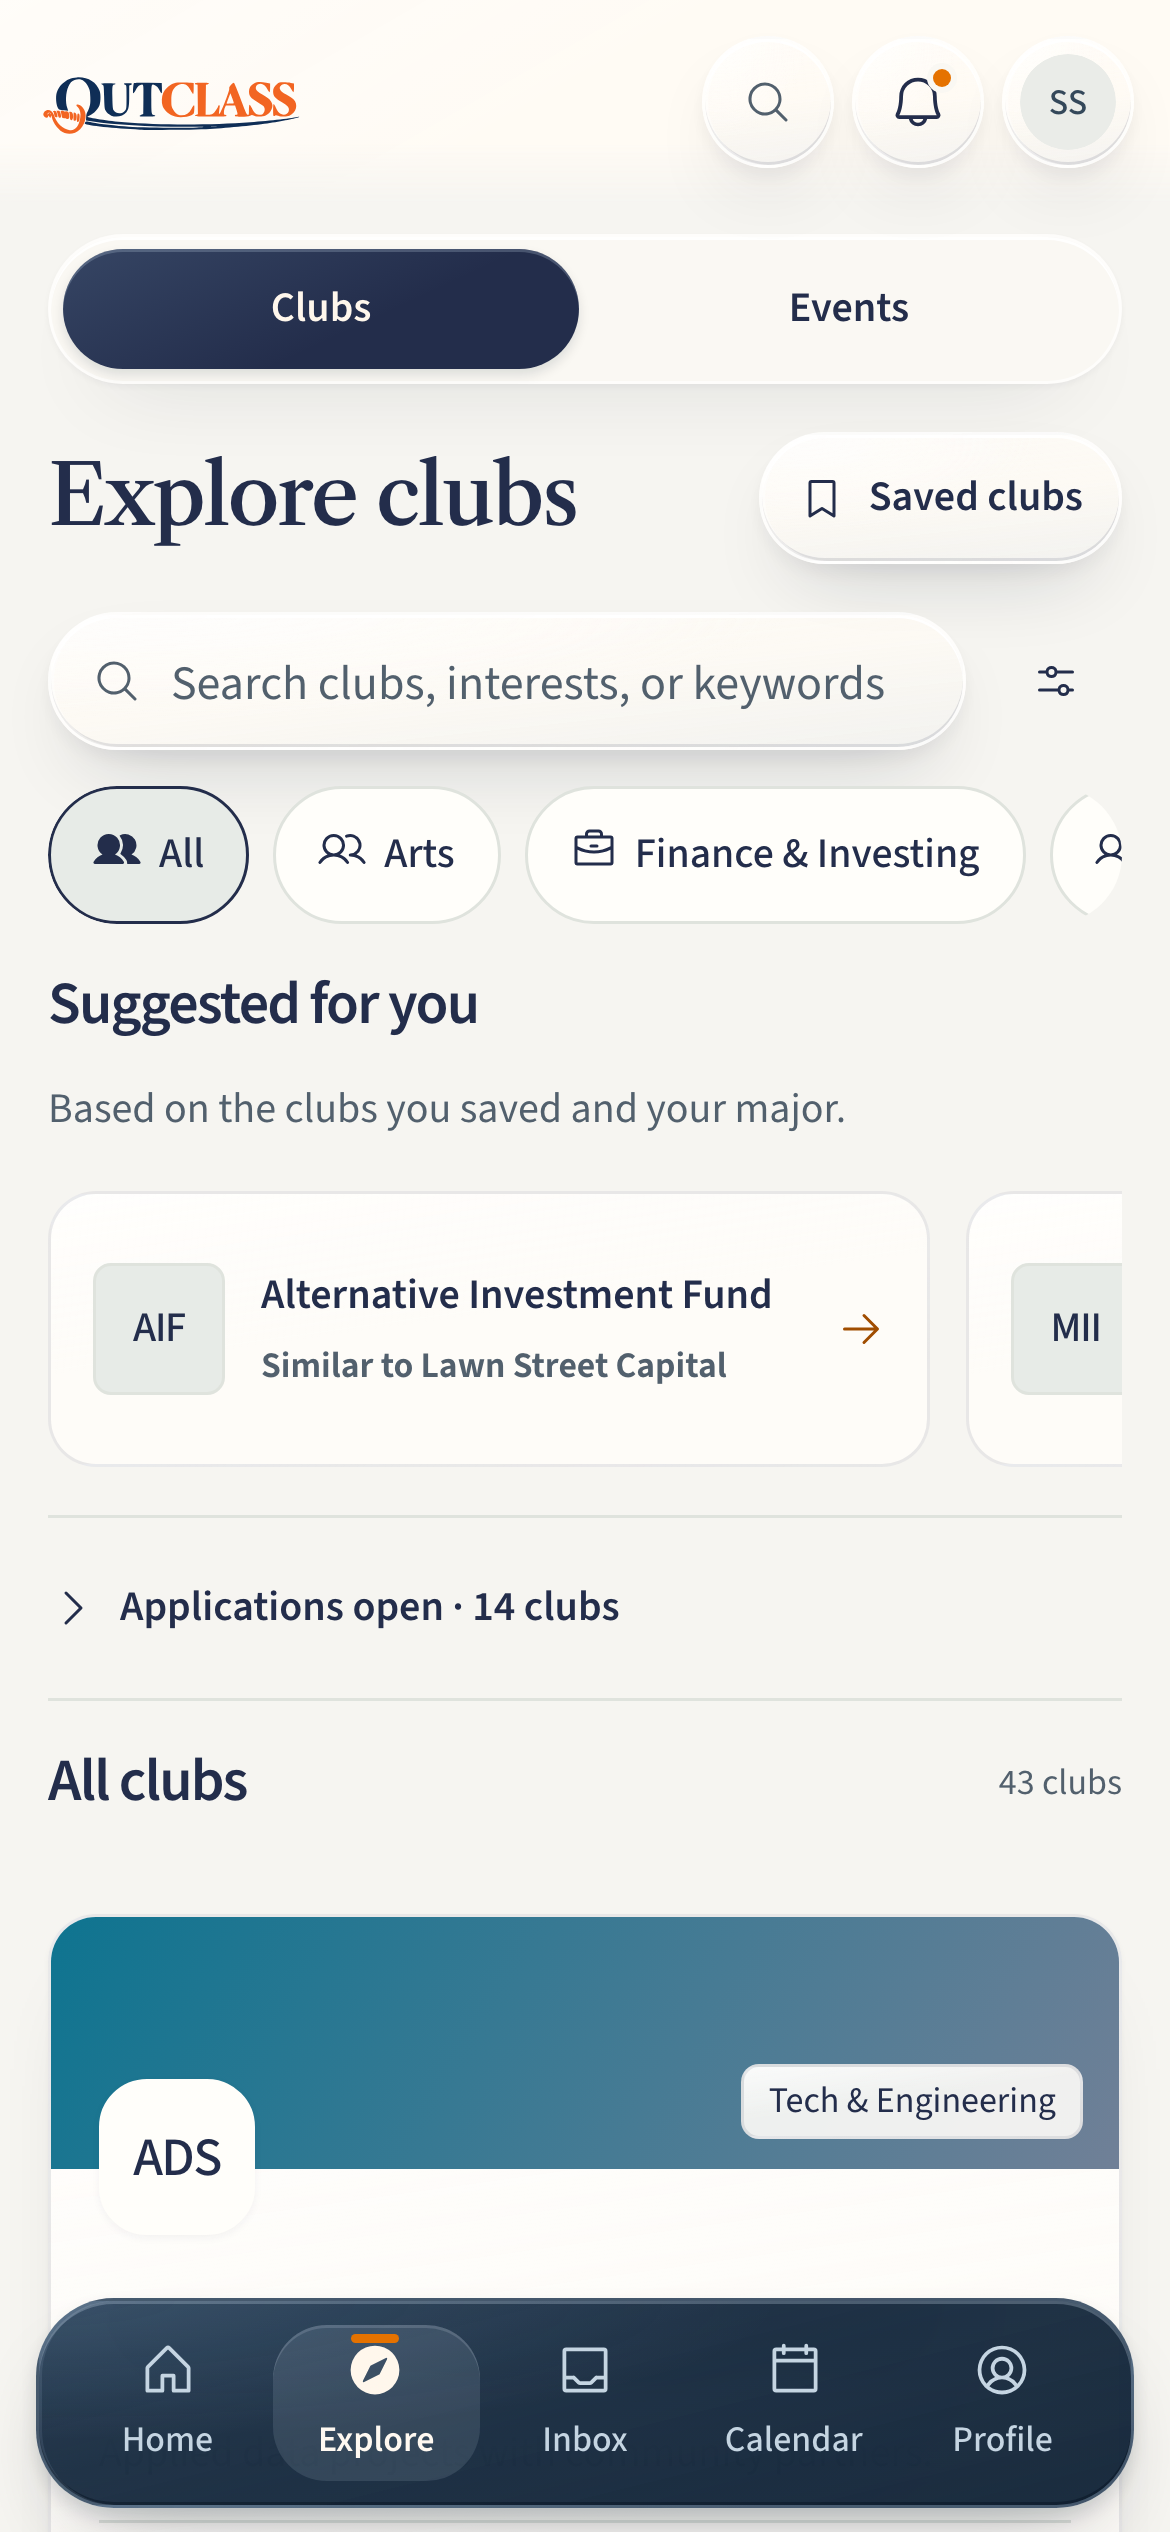 OUTCLASS
SS
Clubs
Events
Explore clubs
Saved clubs
Search clubs, interests, or keywords
All
Arts
Finance & Investing
Suggested for you
Based on the clubs you saved and your major.
AIF
Alternative Investment Fund
Similar to Lawn Street Capital
MII
Applications open · 14 clubs
All clubs
43 clubs
Tech & Engineering
ADS
Home
Explore
Inbox
Calendar
Profile